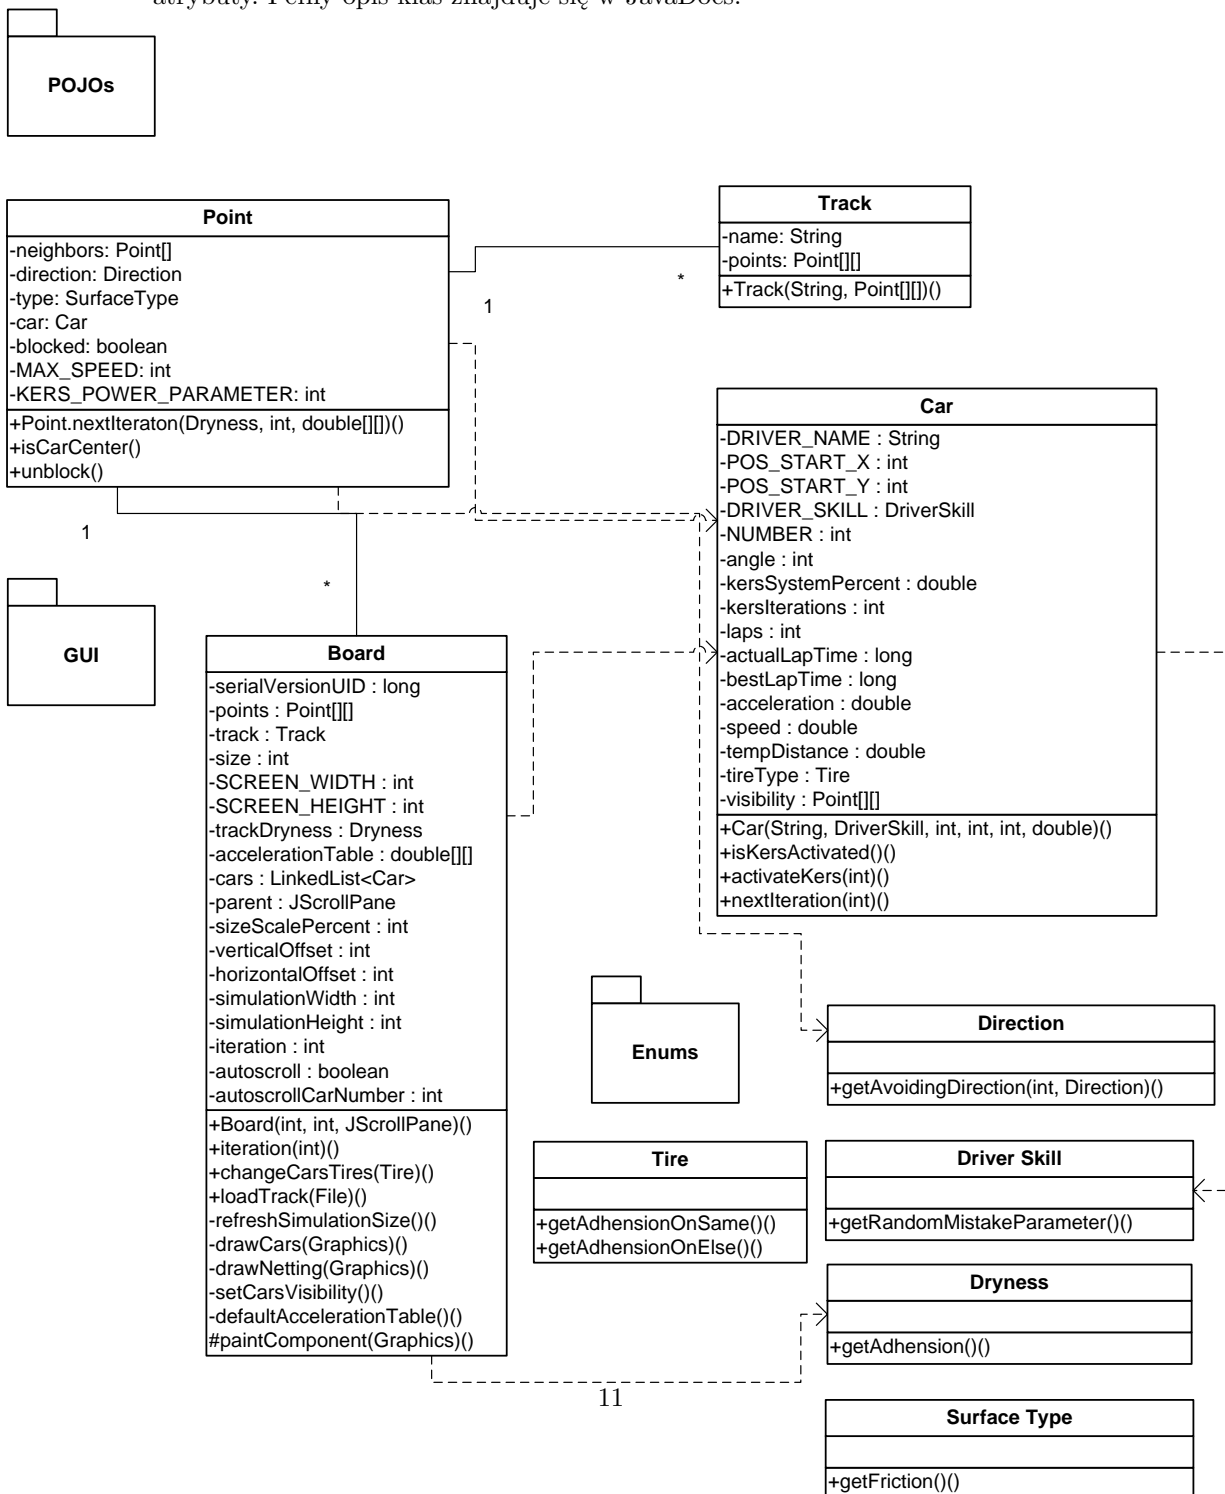 atrybuty. Pełny opis klas znajduje się w JavaDocs.
POJOs
Point
-neighbors: Point[]
-direction: Direction
-type: SurfaceType
-car: Car
-blocked: boolean
-MAX_SPEED: int
-KERS_POWER_PARAMETER: int
+Point.nextIteraton(Dryness, int, double[][])()
+isCarCenter()
+unblock()
Track
-name: String
-points: Point[][]
+Track(String, Point[][])()
*
1
Car
-DRIVER_NAME : String
-POS_START_X : int
-POS_START_Y : int
-DRIVER_SKILL : DriverSkill
-NUMBER : int
-angle : int
-kersSystemPercent : double
-kersIterations : int
-laps : int
-actualLapTime : long
-bestLapTime : long
-acceleration : double
-speed : double
-tempDistance : double
-tireType : Tire
-visibility : Point[][]
+Car(String, DriverSkill, int, int, int, double)()
+isKersActivated()()
+activateKers(int)()
+nextIteration(int)()
1
*
GUI
Board
-serialVersionUID : long
-points : Point[][]
-track : Track
-size : int
-SCREEN_WIDTH : int
-SCREEN_HEIGHT : int
-trackDryness : Dryness
-accelerationTable : double[][]
-cars : LinkedList<Car>
-parent : JScrollPane
-sizeScalePercent : int
-verticalOffset : int
-horizontalOffset : int
-simulationWidth : int
-simulationHeight : int
-iteration : int
-autoscroll : boolean
-autoscrollCarNumber : int
+Board(int, int, JScrollPane)()
+iteration(int)()
+changeCarsTires(Tire)()
+loadTrack(File)()
-refreshSimulationSize()()
-drawCars(Graphics)()
-drawNetting(Graphics)()
-setCarsVisibility()()
-defaultAccelerationTable()()
#paintComponent(Graphics)()
Enums
Direction
+getAvoidingDirection(int, Direction)()
Tire
+getAdhensionOnSame()()
+getAdhensionOnElse()()
Driver Skill
+getRandomMistakeParameter()()
Dryness
+getAdhension()()
Surface Type
+getFriction()()
11